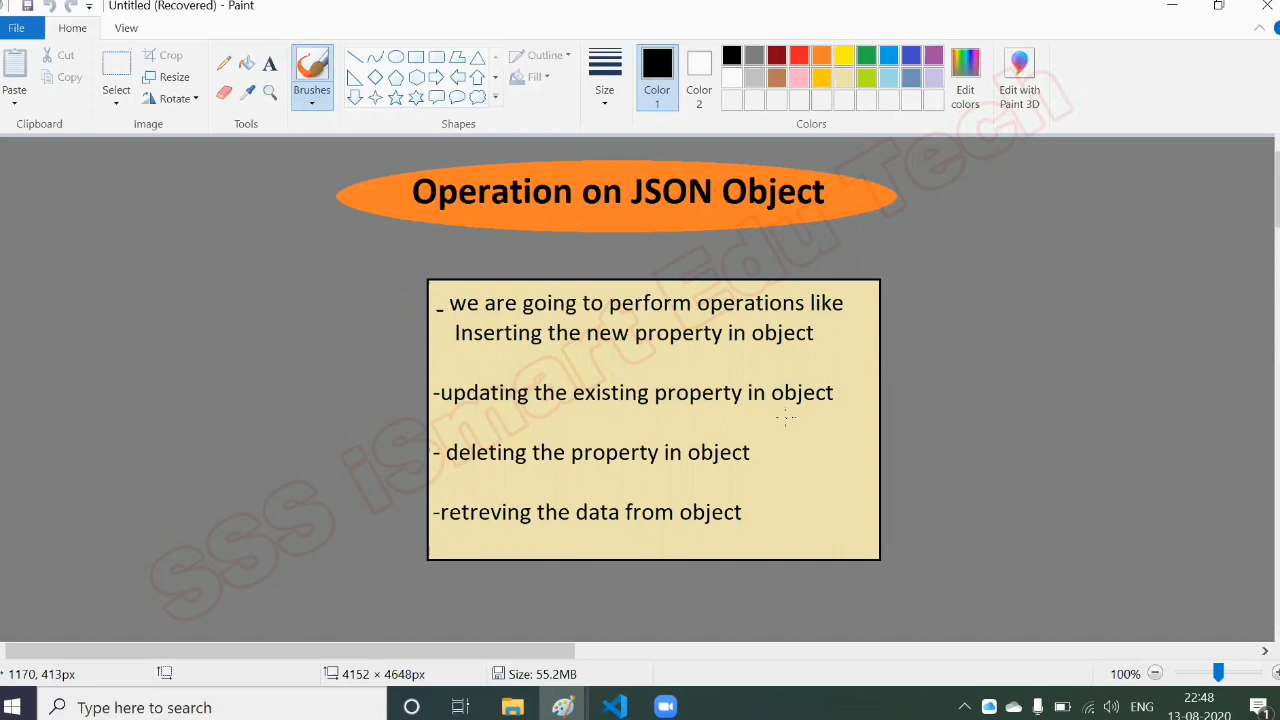 Untitled (Recovered) - Paint
File
Home
View
Paste
Cut
Copy
Clipboard
Select
Crop
Resize
Rotate
Image
Tools
Brushes
Outline
Fill
Shapes
Size
Color
1
Color
2
Edit
colors
Edit with
Paint 3D
Colors
Operation on JSON Object
- we are going to perform operations like
Inserting the new property in object
-updating the existing property in object
- deleting the property in object
-retreving the data from object
SSS iSmart Edu Tech
1170, 413px
4152 × 4648px
Size: 55.2MB
100%
Type here to search
ENG
22:48
13-08-2020